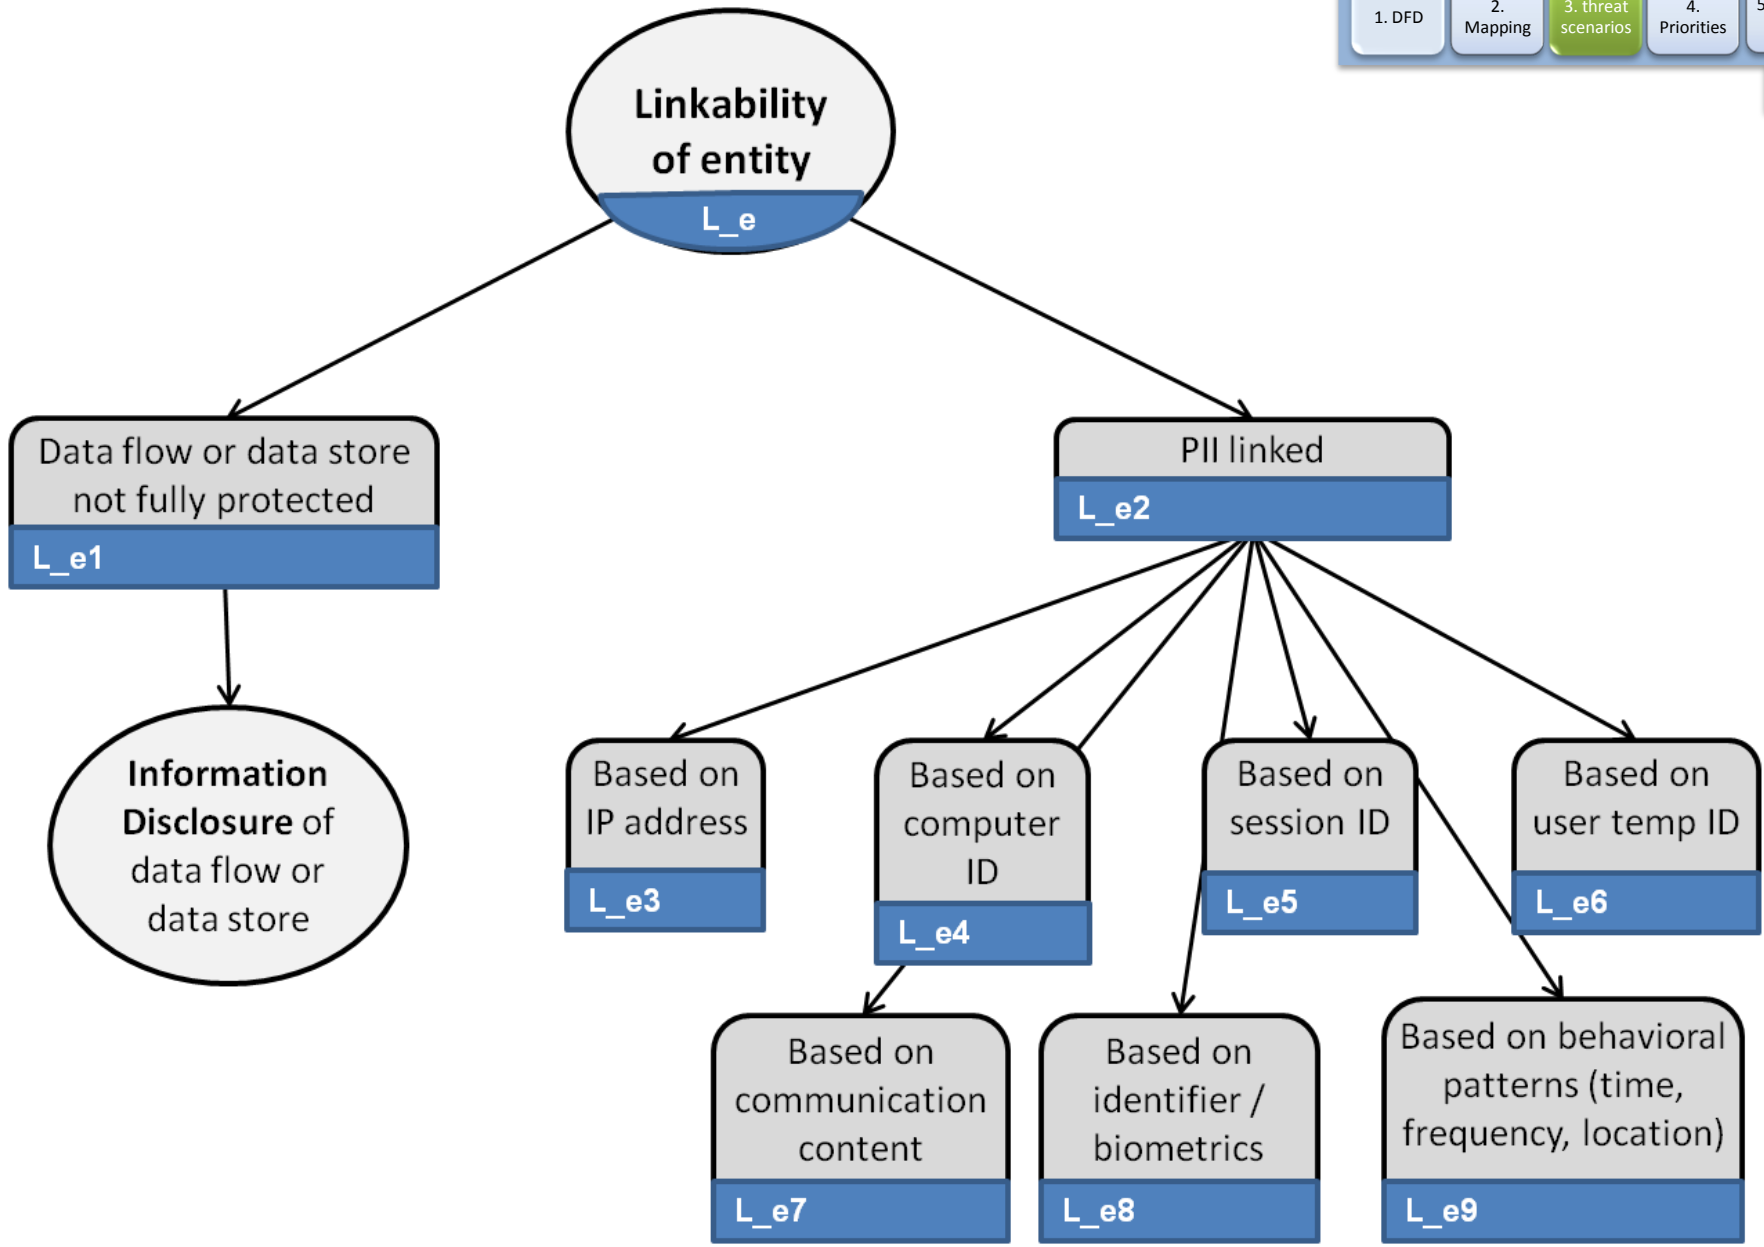 1. DFD
2.
Mapping
3. threat
scenarios
4.
Priorities
5
Linkability
of entity
L_e
Data flow or data store
not fully protected
L_e1
PII linked
L_e2
Information
Disclosure of
data flow or
data store
Based on
IP address
L_e3
Based on
computer
ID
L_e4
Based on
session ID
L_e5
Based on
user temp ID
L_e6
Based on
communication
content
L_e7
Based on
identifier /
biometrics
L_e8
Based on behavioral
patterns (time,
frequency, location)
L_e9